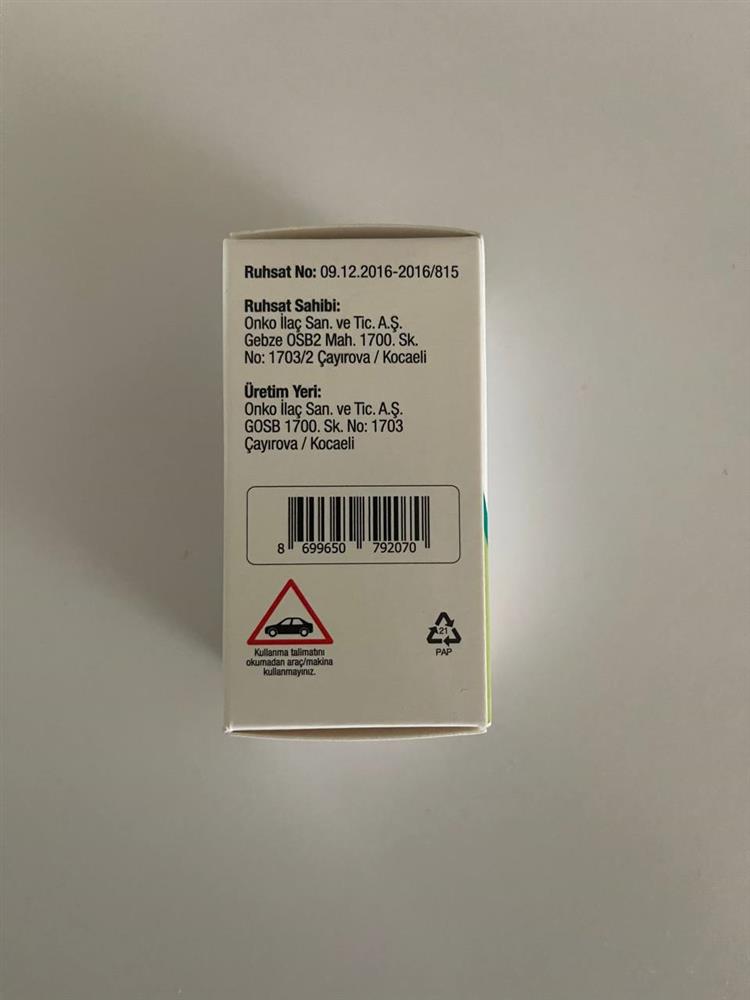 Ruhsat No: 09.12.2016-2016/815
Ruhsat Sahibi:
Onko İlaç San. ve Tic. A.Ş.
Gebze OSB2 Mah. 1700. Sk.
No: 1703/2 Çayırova / Kocaeli
Üretim Yeri:
Onko İlaç San. ve Tic. A.Ş.
GOSB 1700. Sk. No: 1703
Çayırova / Kocaeli
8 699650 792070
Kullanma talimatını
okumadan araç/makina
kullanmayınız.
21
PAP